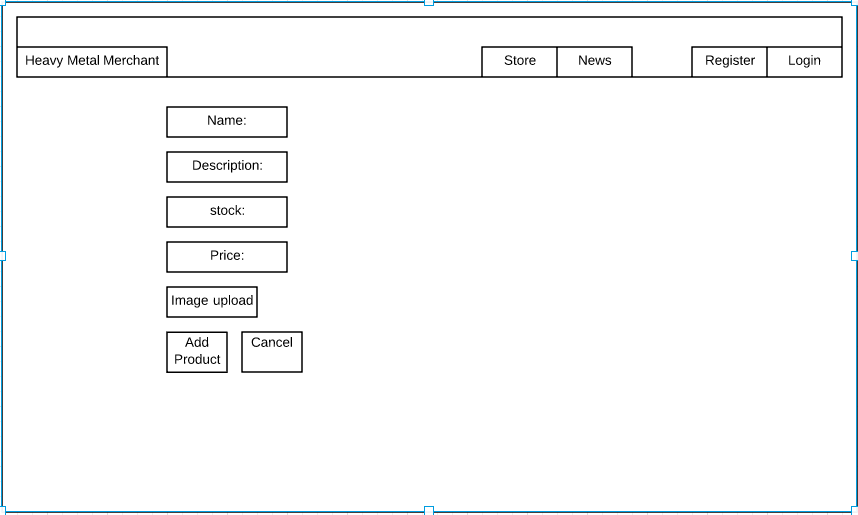 Heavy Metal Merchant
Store
News
Register
Login
Name:
Description:
stock:
Price:
Image upload
Add
Product
Cancel